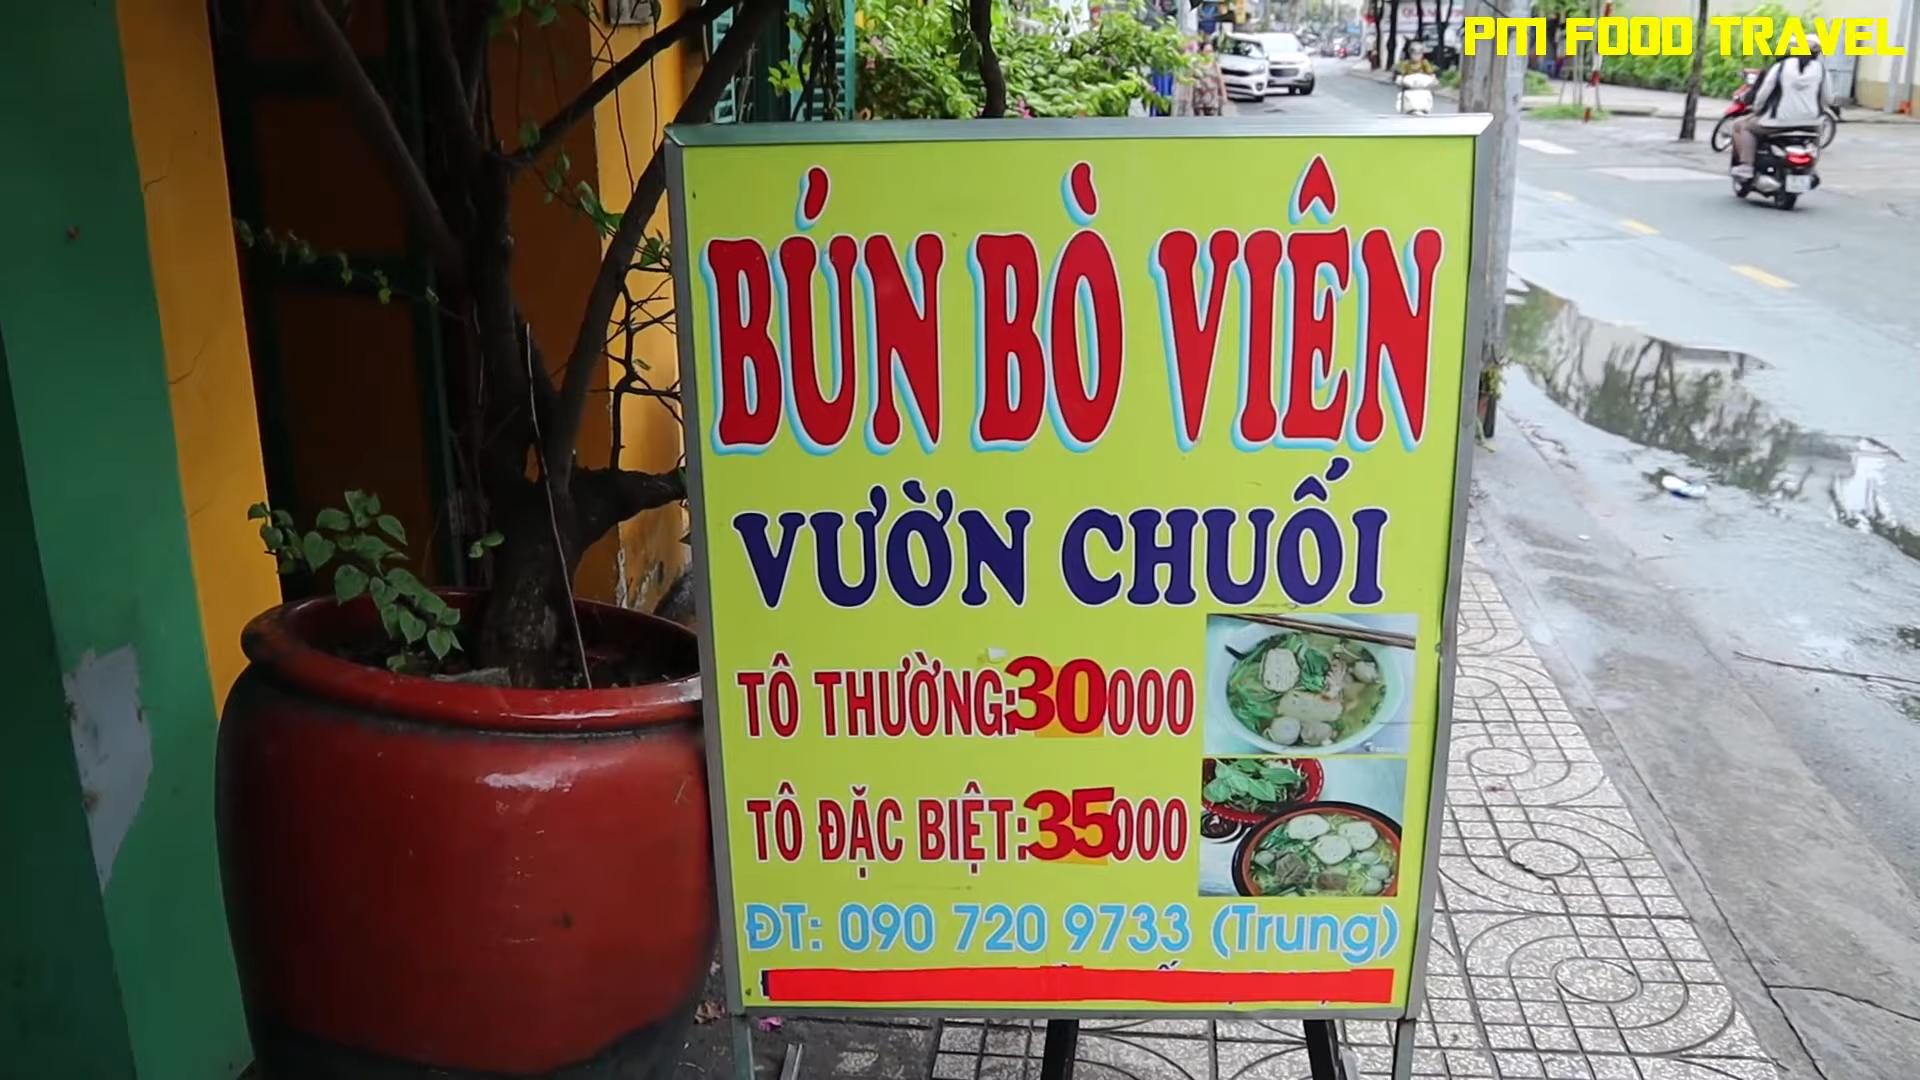 PM FOOD TRAVEL
BÚN BÒ VIÊN
VƯỜN CHUỐI
TÔ THƯỜNG:30000
TÔ ĐẶC BIỆT:35000
ĐT: 090 720 9733 (Trung)